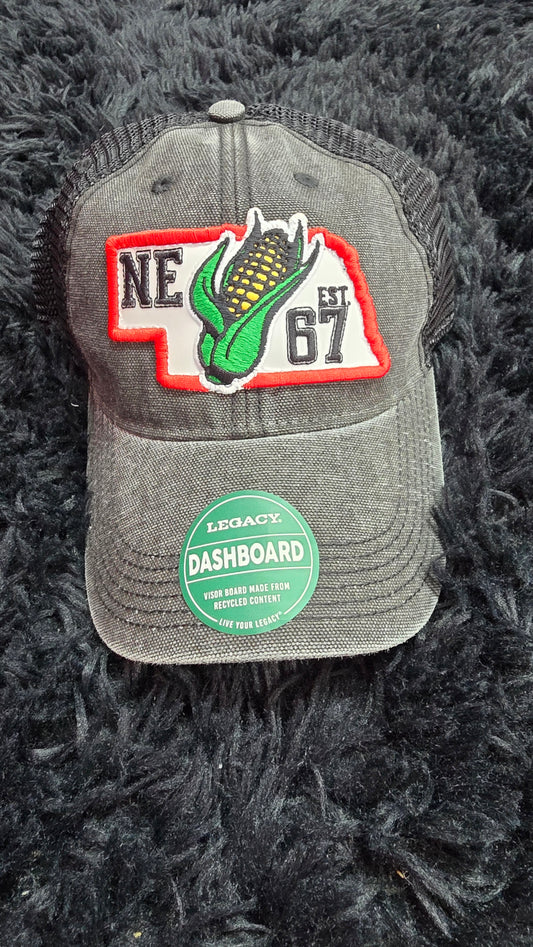 NE
EST.
67
LEGACY®
DASHBOARD
VISOR BOARD MADE FROM
RECYCLED CONTENT
LIVE YOUR LEGACY®